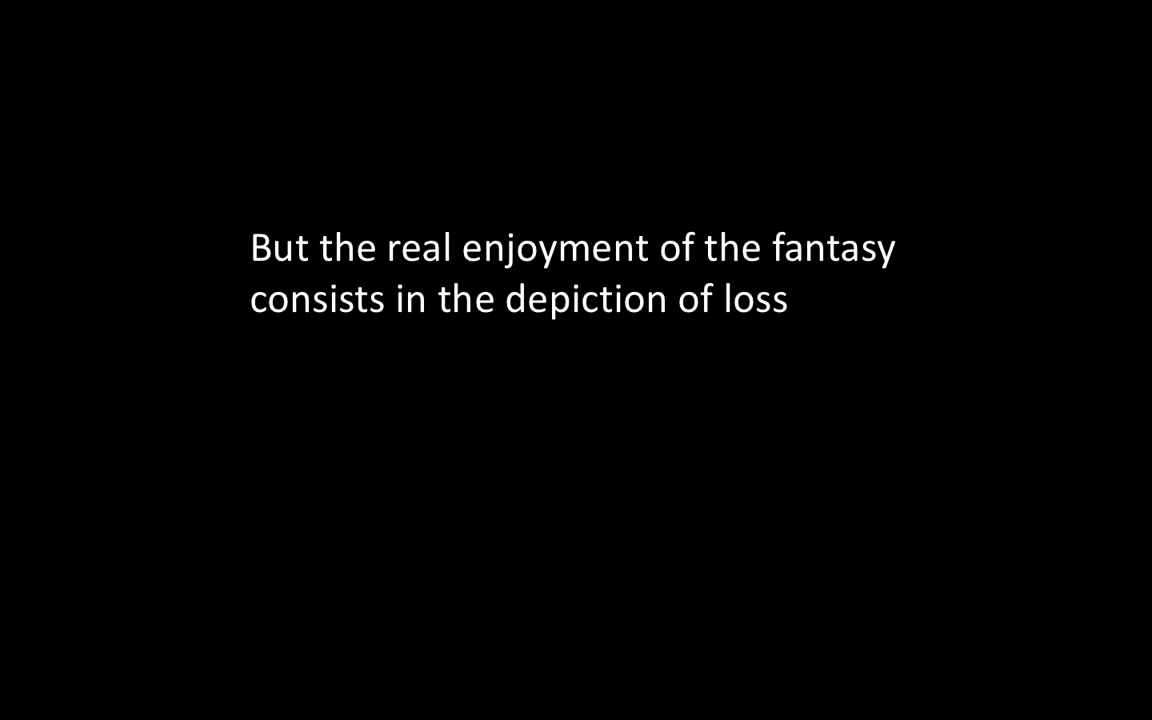 But the real enjoyment of the fantasy
consists in the depiction of loss